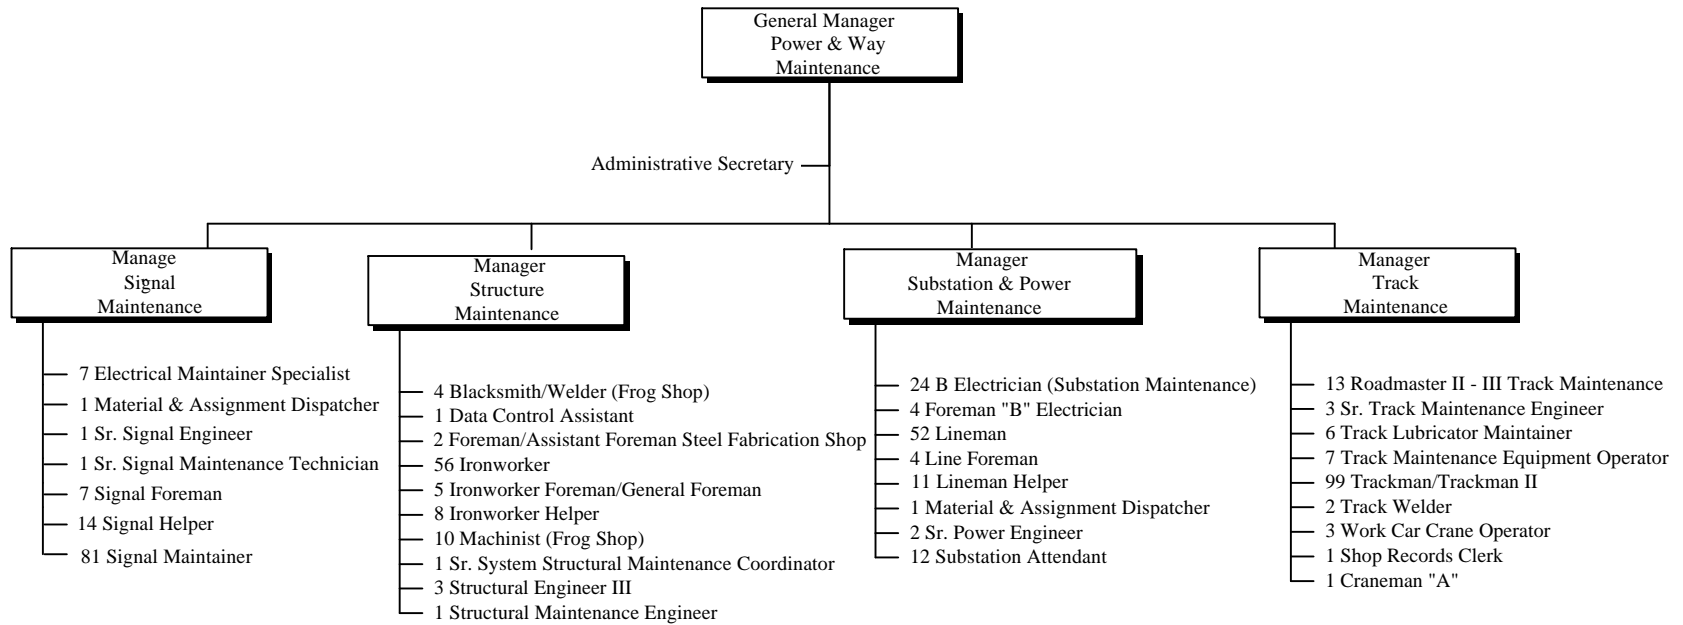 General Manager
Power & Way
Maintenance
Administrative Secretary
Manage
Signal
Maintenance
7 Electrical Maintainer Specialist
1 Material & Assignment Dispatcher
1 Sr. Signal Engineer
1 Sr. Signal Maintenance Technician
7 Signal Foreman
14 Signal Helper
81 Signal Maintainer
Manager
Structure
Maintenance
4 Blacksmith/Welder (Frog Shop)
1 Data Control Assistant
2 Foreman/Assistant Foreman Steel Fabrication Shop
56 Ironworker
5 Ironworker Foreman/General Foreman
8 Ironworker Helper
10 Machinist (Frog Shop)
1 Sr. System Structural Maintenance Coordinator
3 Structural Engineer III
1 Structural Maintenance Engineer
Manager
Substation & Power
Maintenance
24 B Electrician (Substation Maintenance)
4 Foreman "B" Electrician
52 Lineman
4 Line Foreman
11 Lineman Helper
1 Material & Assignment Dispatcher
2 Sr. Power Engineer
12 Substation Attendant
Manager
Track
Maintenance
13 Roadmaster II - III Track Maintenance
3 Sr. Track Maintenance Engineer
6 Track Lubricator Maintainer
7 Track Maintenance Equipment Operator
99 Trackman/Trackman II
2 Track Welder
3 Work Car Crane Operator
1 Shop Records Clerk
1 Craneman "A"